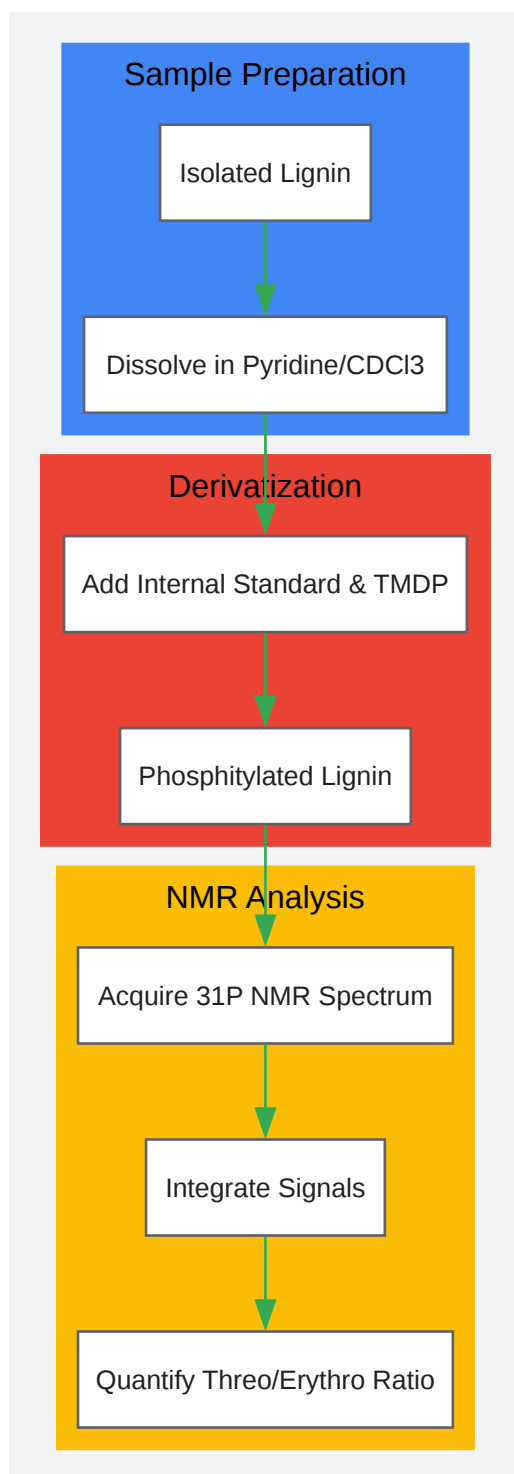 Sample Preparation
Isolated Lignin
Dissolve in Pyridine/CDCl3
Derivatization
Add Internal Standard & TMDP
Phosphitylated Lignin
NMR Analysis
Acquire 31P NMR Spectrum
Integrate Signals
Quantify Threo/Erythro Ratio